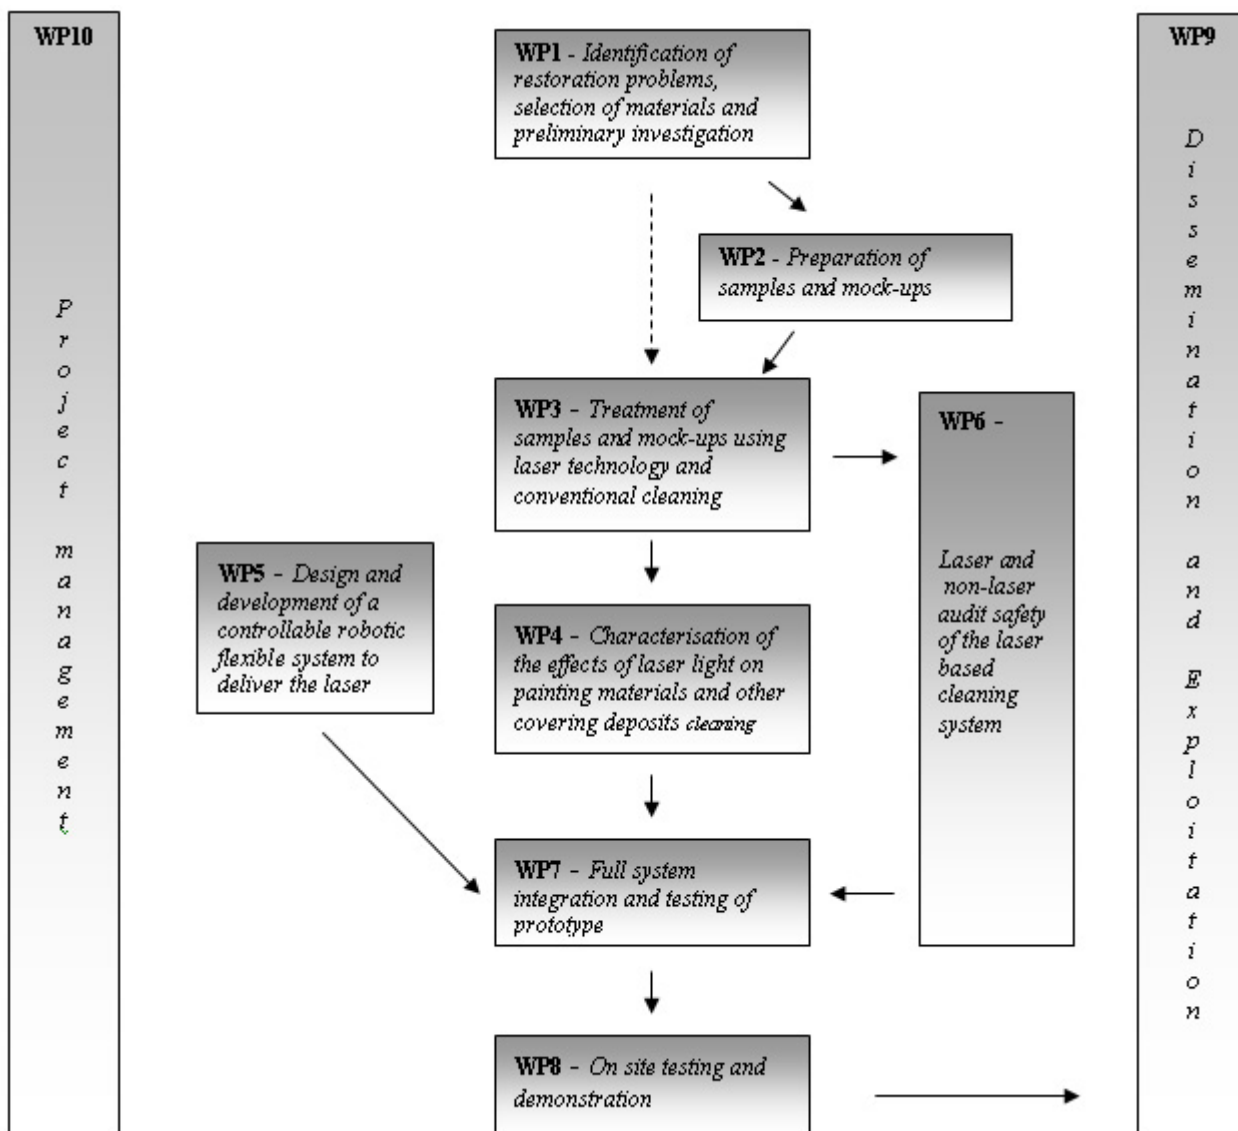 WP10
Project management
WP1 - Identification of
restoration problems,
selection of materials and
preliminary investigation
WP2 - Preparation of
samples and mock-ups
WP3 - Treatment of
samples and mock-ups using
laser technology and
conventional cleaning
WP6 -
Laser and
non-laser
audit safety
of the laser
based
cleaning
system
WP5 - Design and
development of a
controllable robotic
flexible system to
deliver the laser
WP4 - Characterisation of
the effects of laser light on
painting materials and other
covering deposits cleaning
WP7 - Full system
integration and testing of
prototype
WP8 - On site testing and
demonstration
WP9
Dissemination and Exploitation